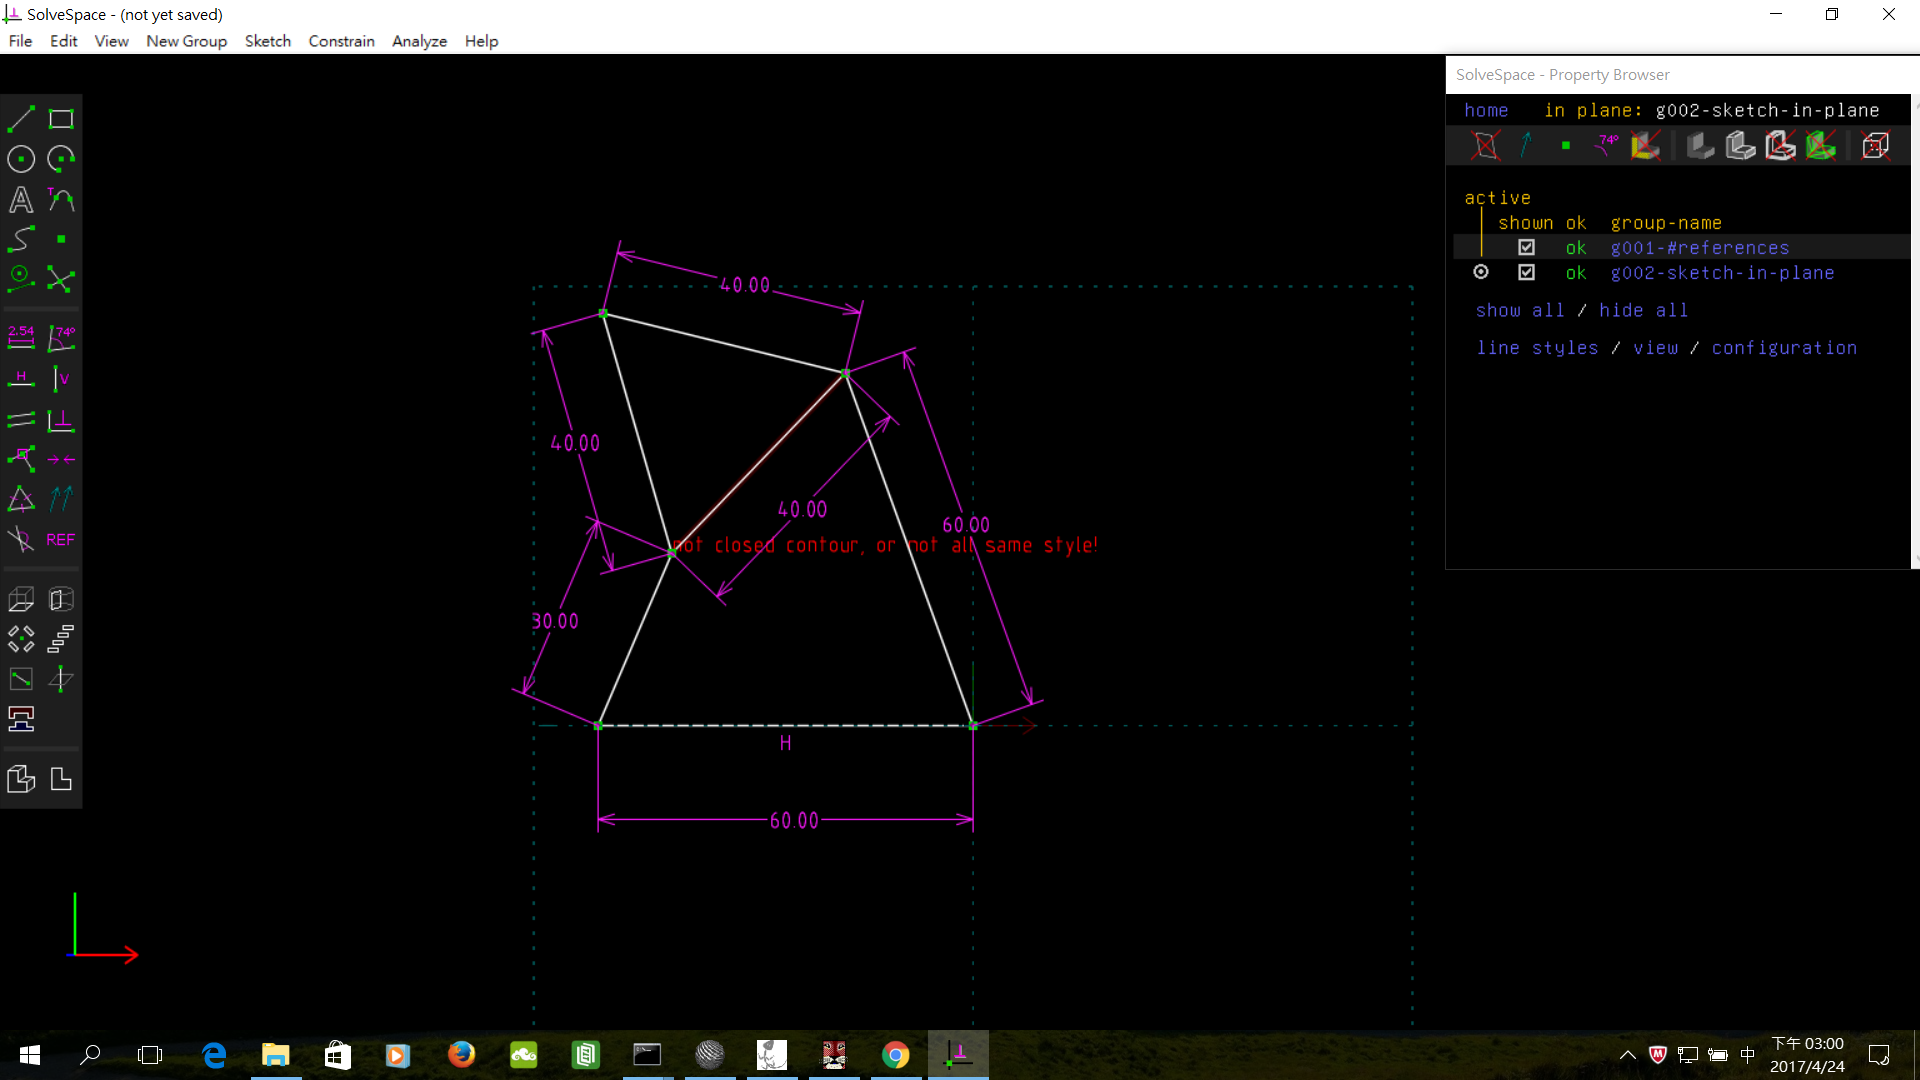 SolveSpace - (not yet saved)
File Edit View New Group Sketch Constrain Analyze Help
SolveSpace - Property Browser
home in plane: g002-sketch-in-plane
74º
active
shown ok group-name
ok g001-#references
ok g002-sketch-in-plane
show all / hide all
line styles / view / configuration
A T
2.54 74º
H V
REF
40.00
40.00
40.00
60.00
not closed contour, or not all same style!
30.00
H
60.00
中
下午 03:00
2017/4/24